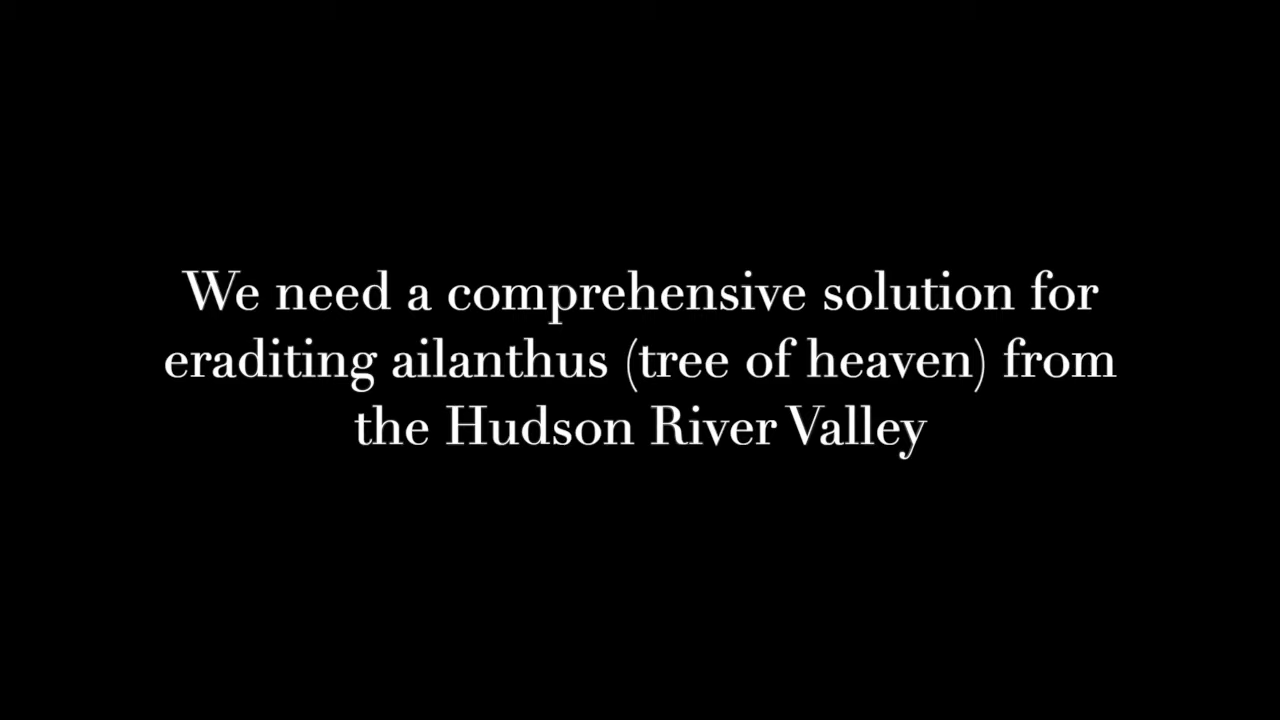 We need a comprehensive solution for
eraditing ailanthus (tree of heaven) from
the Hudson River Valley